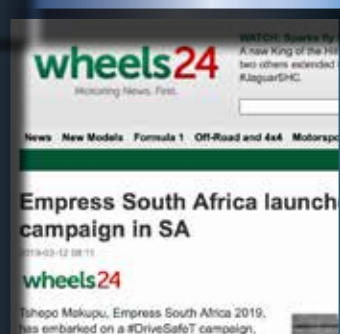 WATCH: Sparks fly
A new King of the Hill
two others extended
#JaguarSHC.
wheels24
Motoring News. First.
News New Models Formula 1 Off-Road and 4x4 Motorspo
Empress South Africa launche
campaign in SA
2019-03-12 08:11
wheels24
Tshepo Makupu, Empress South Africa 2019,
has embarked on a #DriveSafeT campaign,